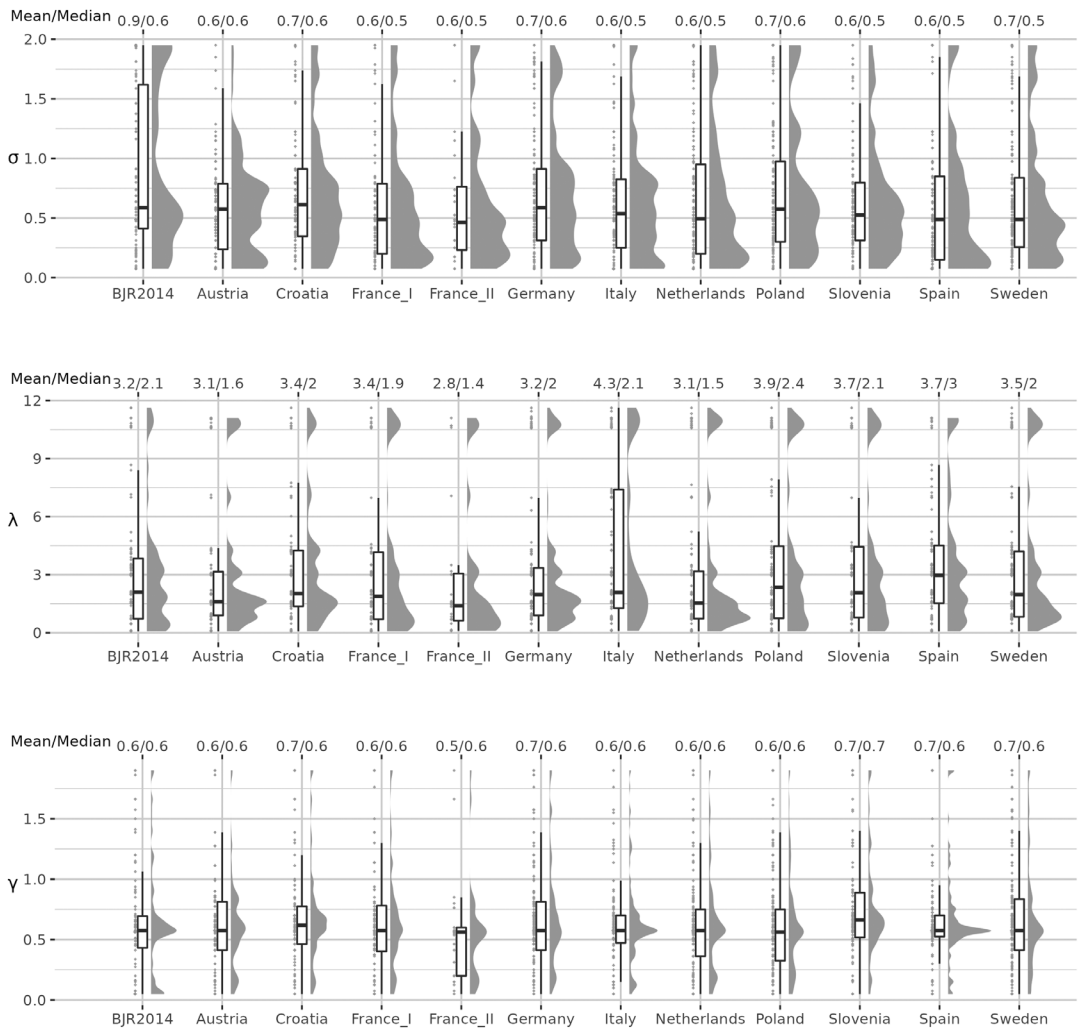 Mean/Median 0.9/0.6 0.6/0.6 0.7/0.6 0.6/0.5 0.6/0.5 0.7/0.6 0.6/0.5 0.6/0.5 0.7/0.6 0.6/0.5 0.6/0.5 0.7/0.5
2.0
1.5
1.0
σ
0.5
0.0
BJR2014 Austria Croatia France_I France_II Germany Italy Netherlands Poland Slovenia Spain Sweden
Mean/Median 3.2/2.1 3.1/1.6 3.4/2 3.4/1.9 2.8/1.4 3.2/2 4.3/2.1 3.1/1.5 3.9/2.4 3.7/2.1 3.7/3 3.5/2
12
9
6
λ
3
0
BJR2014 Austria Croatia France_I France_II Germany Italy Netherlands Poland Slovenia Spain Sweden
Mean/Median 0.6/0.6 0.6/0.6 0.7/0.6 0.6/0.6 0.5/0.6 0.7/0.6 0.6/0.6 0.6/0.6 0.6/0.6 0.7/0.7 0.7/0.6 0.7/0.6
1.5
1.0
γ
0.5
0.0
BJR2014 Austria Croatia France_I France_II Germany Italy Netherlands Poland Slovenia Spain Sweden